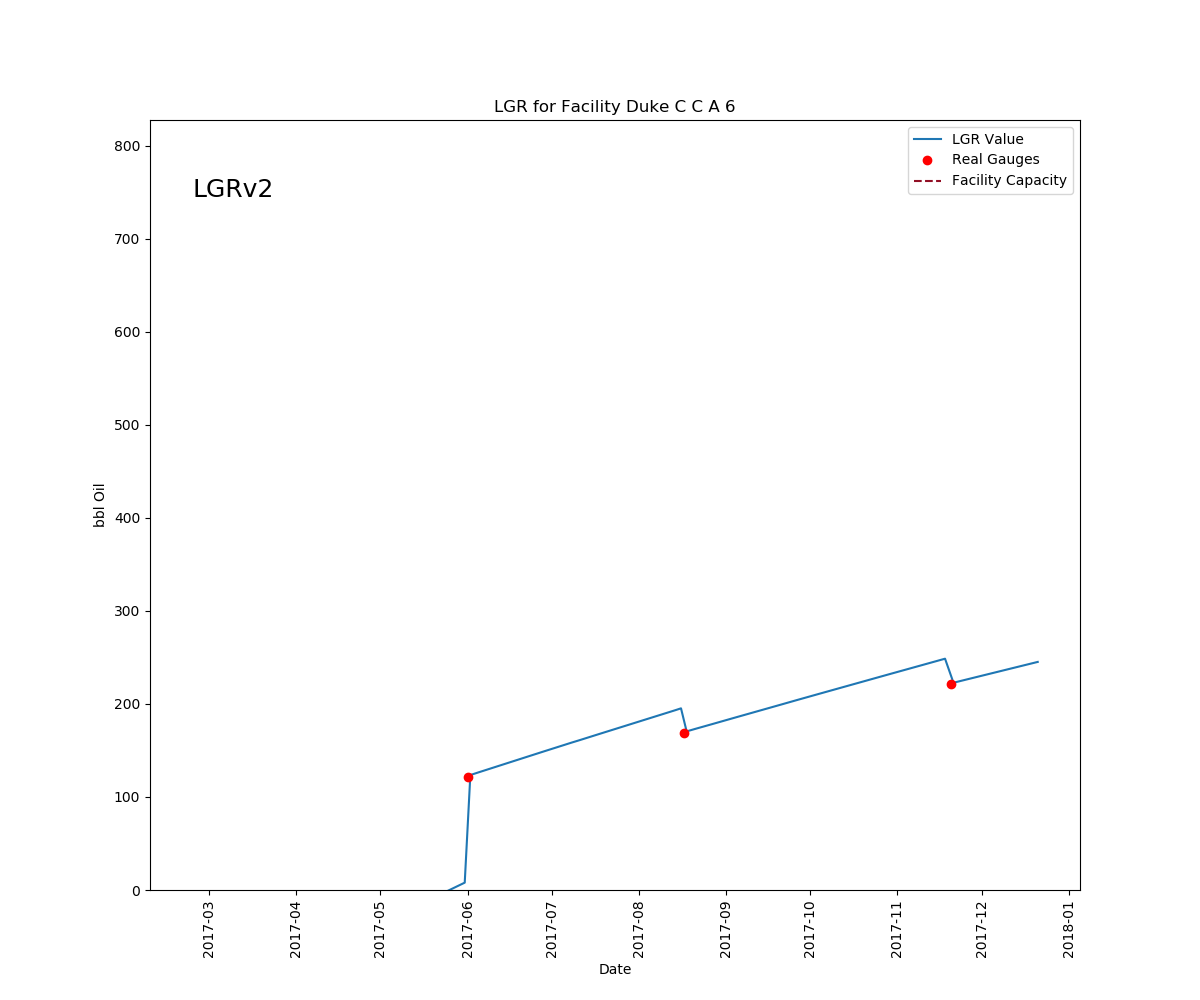 LGR for Facility Duke C C A 6
LGR Value
Real Gauges
Facility Capacity
LGRv2
800
700
600
500
400
300
200
100
0
bbl Oil
2017-03
2017-04
2017-05
2017-06
2017-07
2017-08
2017-09
2017-10
2017-11
2017-12
2018-01
Date